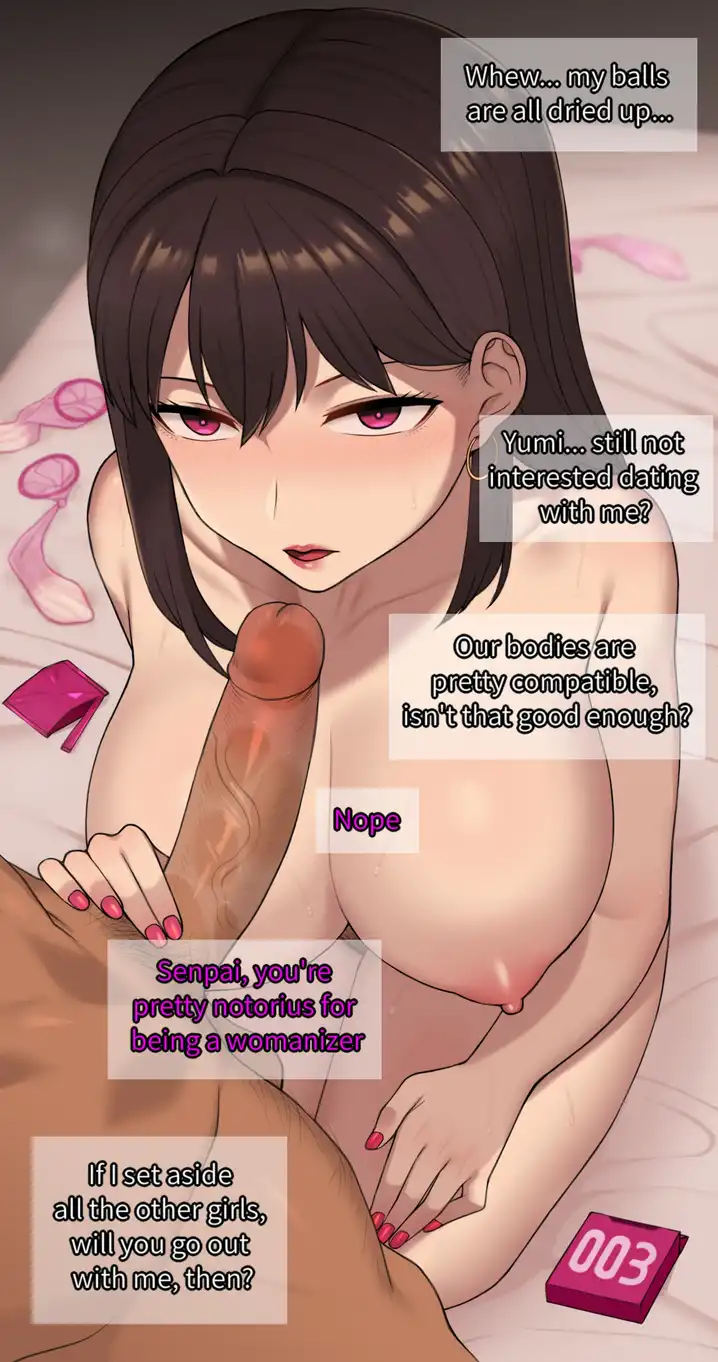 Whew... my balls
are all dried up...
Yumi... still not
interested dating
with me?
Our bodies are
pretty compatible,
isn't that good enough?
Nope
Senpai, you're
pretty notorius for
being a womanizer
If I set aside
all the other girls,
will you go out
with me, then?
003